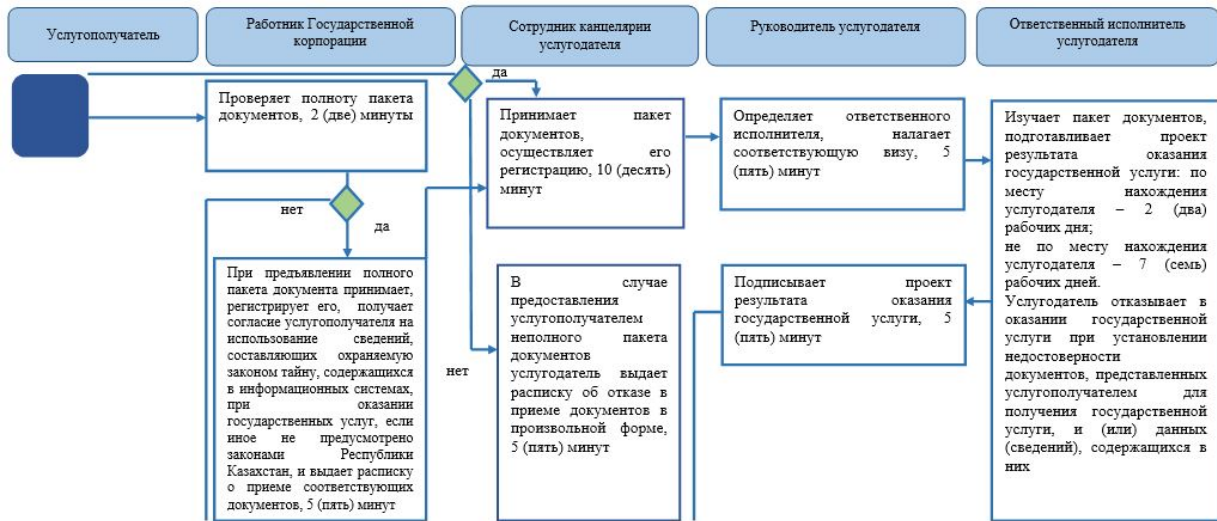 Услугополучатель
Работник Государственной
корпорации
Сотрудник канцелярии
услугодателя
Руководитель услугодателя
Ответственный исполнитель
услугодателя
да
Проверяет полноту пакета
документов, 2 (две) минуты
Принимает пакет
документов,
осуществляет его
регистрацию, 10 (десять)
минут
Определяет ответственного
исполнителя, налагает
соответствующую визу, 5
(пять) минут
Изучает пакет документов,
подготавливает проект
результата оказания
государственной услуги: по
месту нахождения
услугодателя – 2 (два)
рабочих дня;
не по месту нахождения
услугодателя – 7 (семь)
рабочих дней.
Услугодатель отказывает в
оказании государственной
услуги при установлении
недостоверности
документов, представленных
услугополучателем для
получения государственной
услуги, и (или) данных
(сведений), содержащихся в
них
нет
да
При предъявлении полного
пакета документа принимает,
регистрирует его, получает
согласие услугополучателя на
использование сведений,
составляющих охраняемую
законом тайну, содержащихся
в информационных системах,
при оказании
государственных услуг, если
иное не предусмотрено
законами Республики
Казахстан, и выдает расписку
о приеме соответствующих
документов, 5 (пять) минут
нет
В случае
предоставления
услугополучателем
неполного пакета
документов
услугодатель выдает
расписку об отказе в
приеме документов в
произвольной форме,
5 (пять) минут
Подписывает проект
результата оказания
государственной услуги, 5
(пять) минут